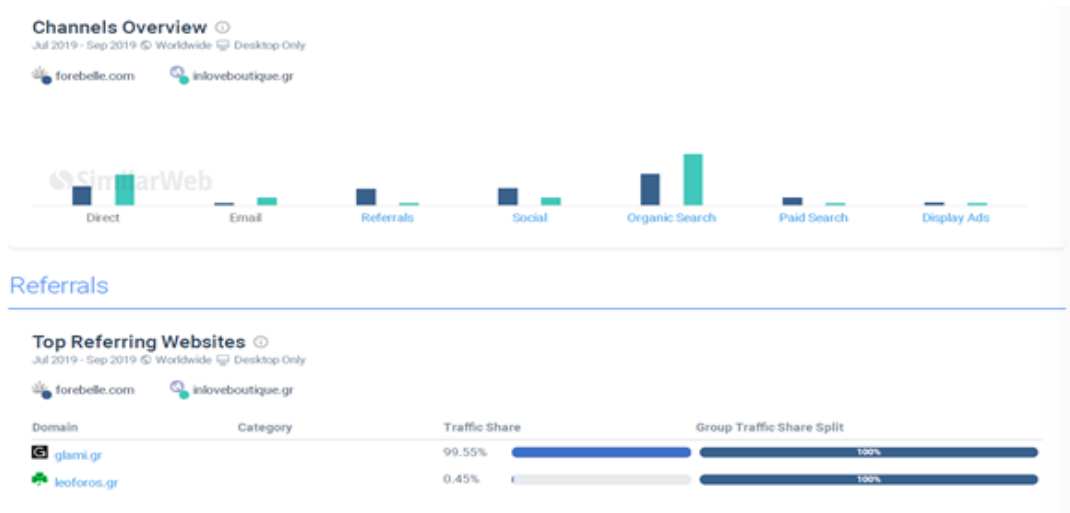 Channels Overview
Jul 2019 - Sep 2019 Worldwide Desktop Only
forebelle.com inloveboutique.gr
SimilarWeb
Direct Email Referrals Social Organic Search Paid Search Display Ads
Referrals
Top Referring Websites
Jul 2019 - Sep 2019 Worldwide Desktop Only
forebelle.com inloveboutique.gr
Domain Category Traffic Share Group Traffic Share Split
G glami.gr 99.55% 100%
leoforos.gr 0.45% 100%